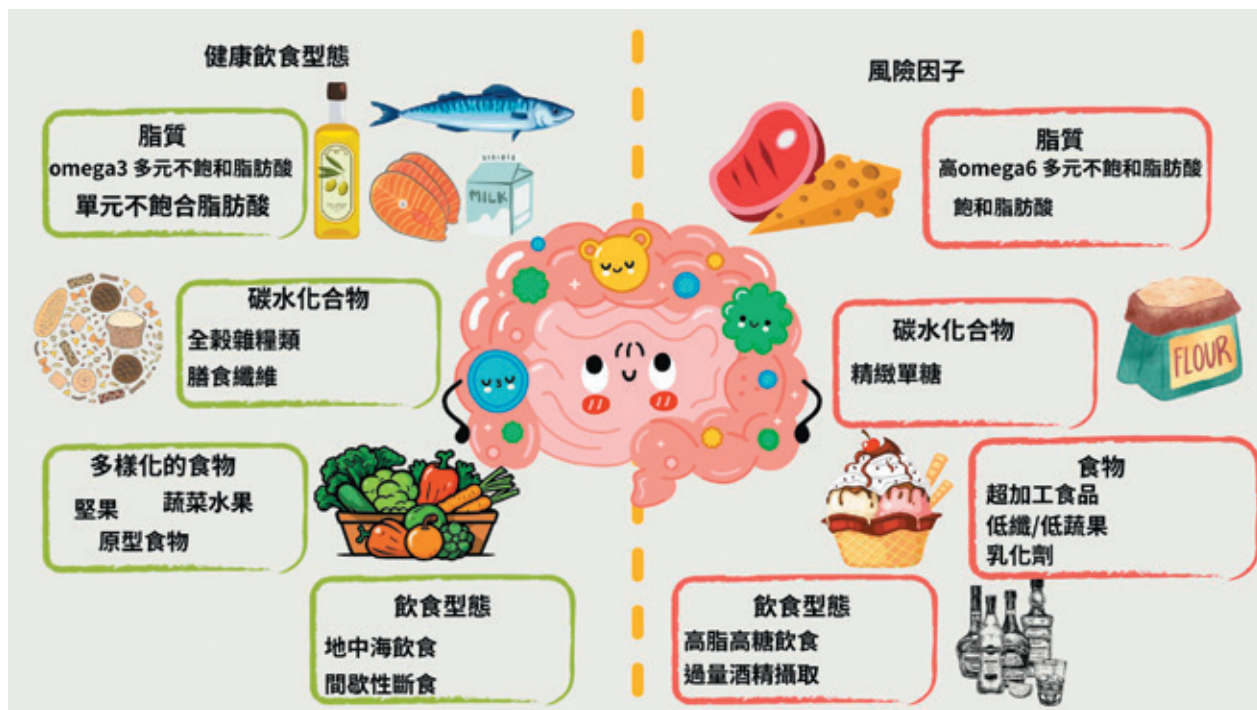 健康飲食型態
脂質
omega3 多元不飽和脂肪酸
單元不飽合脂肪酸
MILK
碳水化合物
全穀雜糧類
膳食纖維
多樣化的食物
堅果 蔬菜水果
原型食物
飲食型態
地中海飲食
間歇性斷食
風險因子
脂質
高omega6 多元不飽和脂肪酸
飽和脂肪酸
碳水化合物
精緻單糖
FLOUR
食物
超加工食品
低纖/低蔬果
乳化劑
飲食型態
高脂高糖飲食
過量酒精攝取